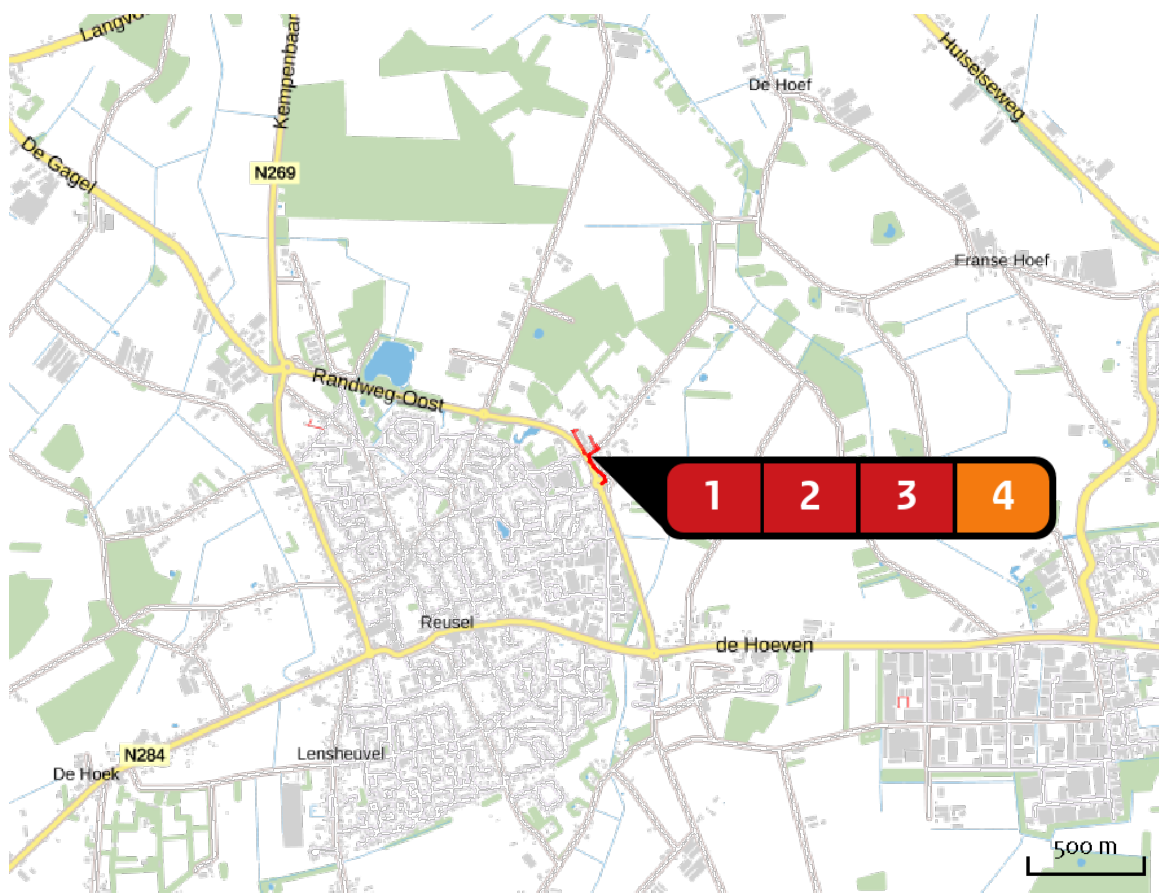 Langvo
Kempenbaan
Hulselseweg
De Hoef
De Gagel
N269
Franse Hoef
Randweg-Oost
1 2 3 4
Reusel
de Hoeven
N284
Lensheuvel
De Hoek
500 m